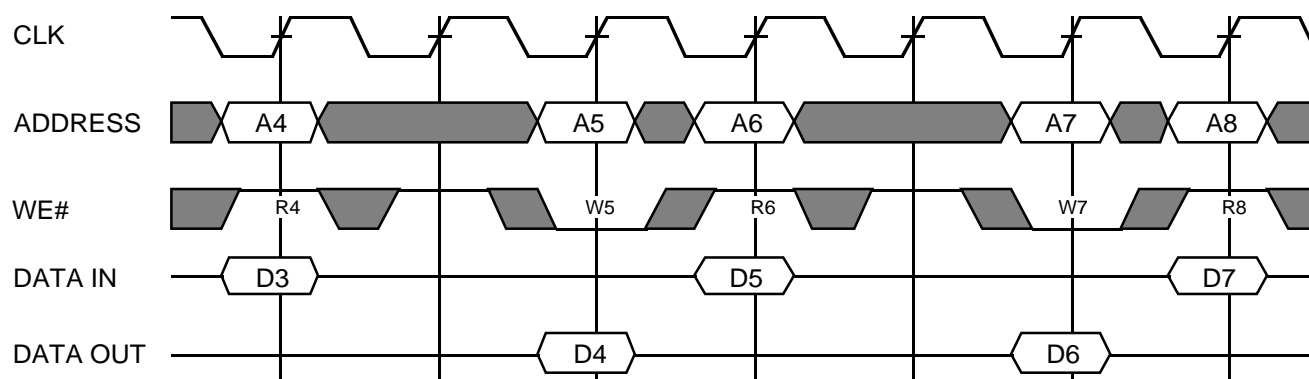 CLK
ADDRESS A4 A5 A6 A7 A8
WE# R4 W5 R6 W7 R8
DATA IN D3 D5 D7
DATA OUT D4 D6